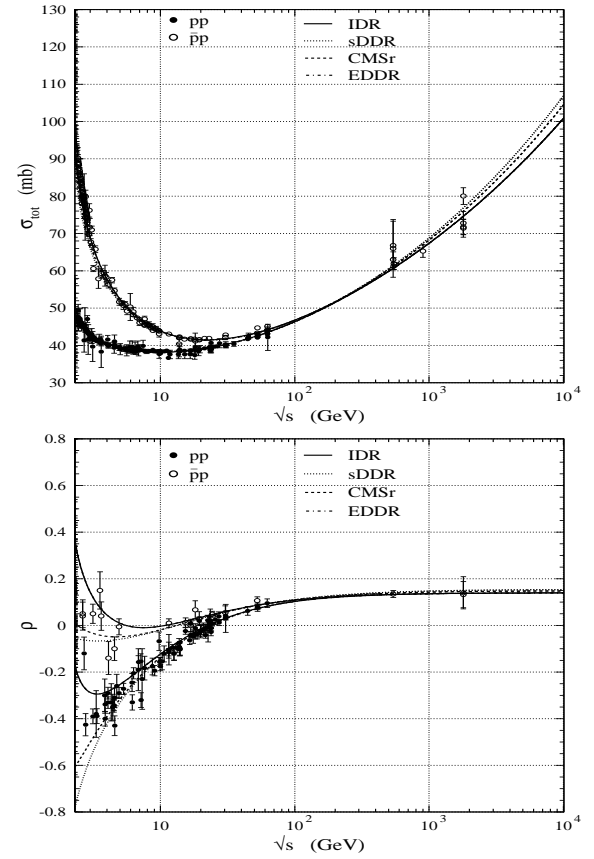 130
120
110
100
90
80
70
60
50
40
30
σtot (mb)
pp
p̄p
IDR
sDDR
CMSr
EDDR
10
10²
10³
10⁴
√s (GeV)
0.8
0.6
0.4
0.2
0
-0.2
-0.4
-0.6
-0.8
ρ
pp
p̄p
IDR
sDDR
CMSr
EDDR
10
10²
10³
10⁴
√s (GeV)